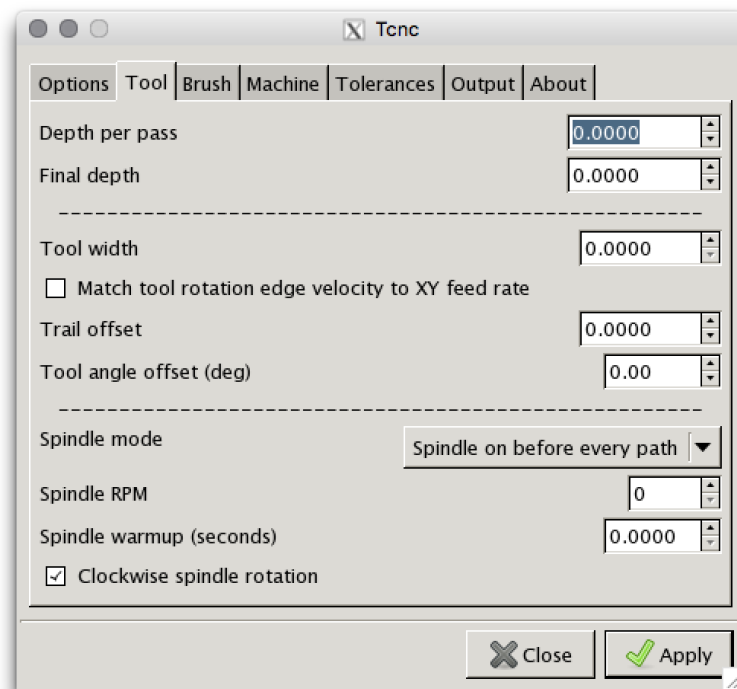 Tcnc
Options Tool Brush Machine Tolerances Output About
Depth per pass 0.0000
Final depth 0.0000
-----------------------------------------------------
Tool width 0.0000
Match tool rotation edge velocity to XY feed rate
Trail offset 0.0000
Tool angle offset (deg) 0.00
-----------------------------------------------------
Spindle mode Spindle on before every path
Spindle RPM 0
Spindle warmup (seconds) 0.0000
Clockwise spindle rotation
Close Apply